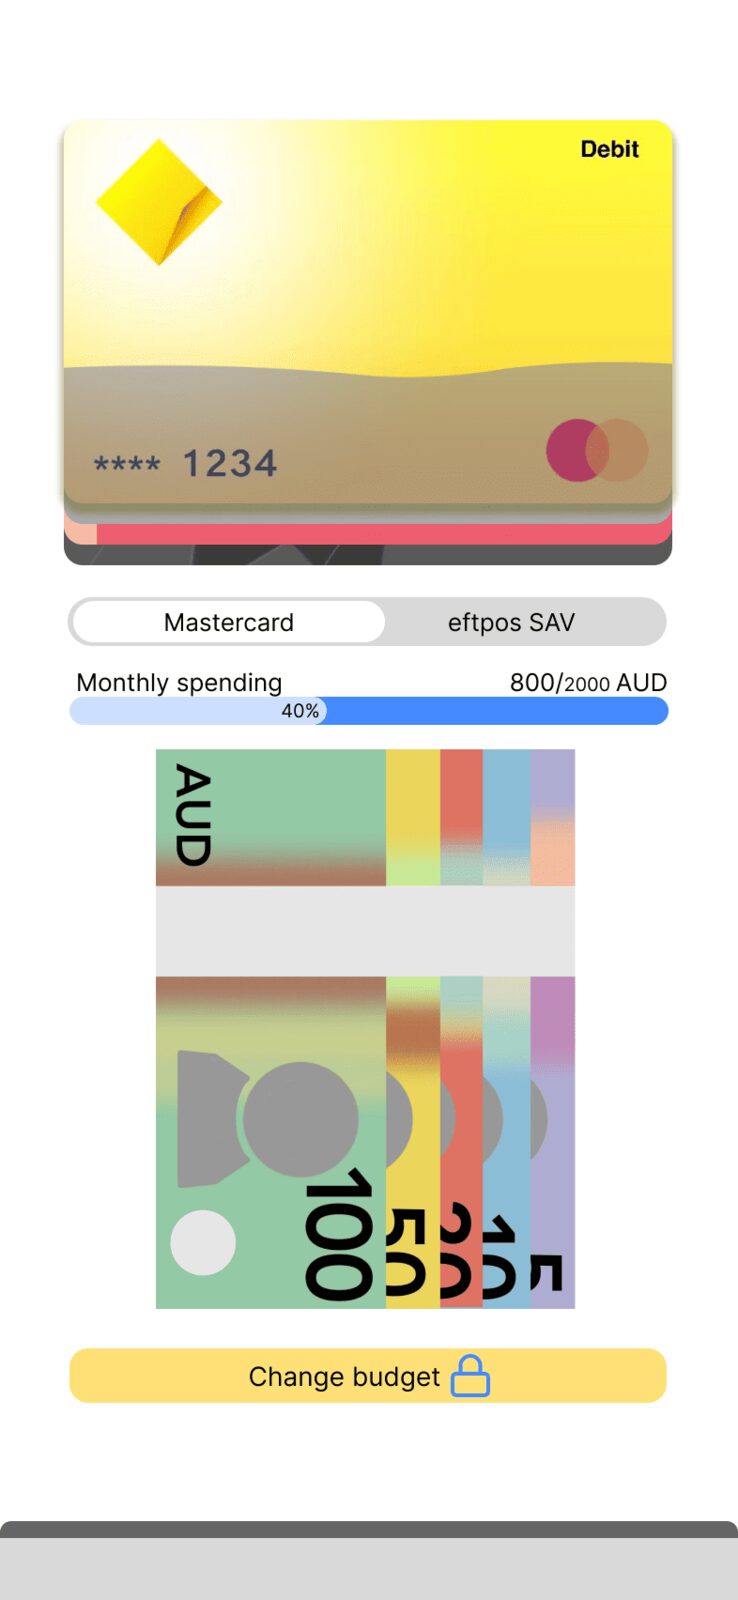 Debit
**** 1234
Mastercard
eftpos SAV
Monthly spending
800/2000 AUD
40%
AUD
100
50
20
10
5
Change budget